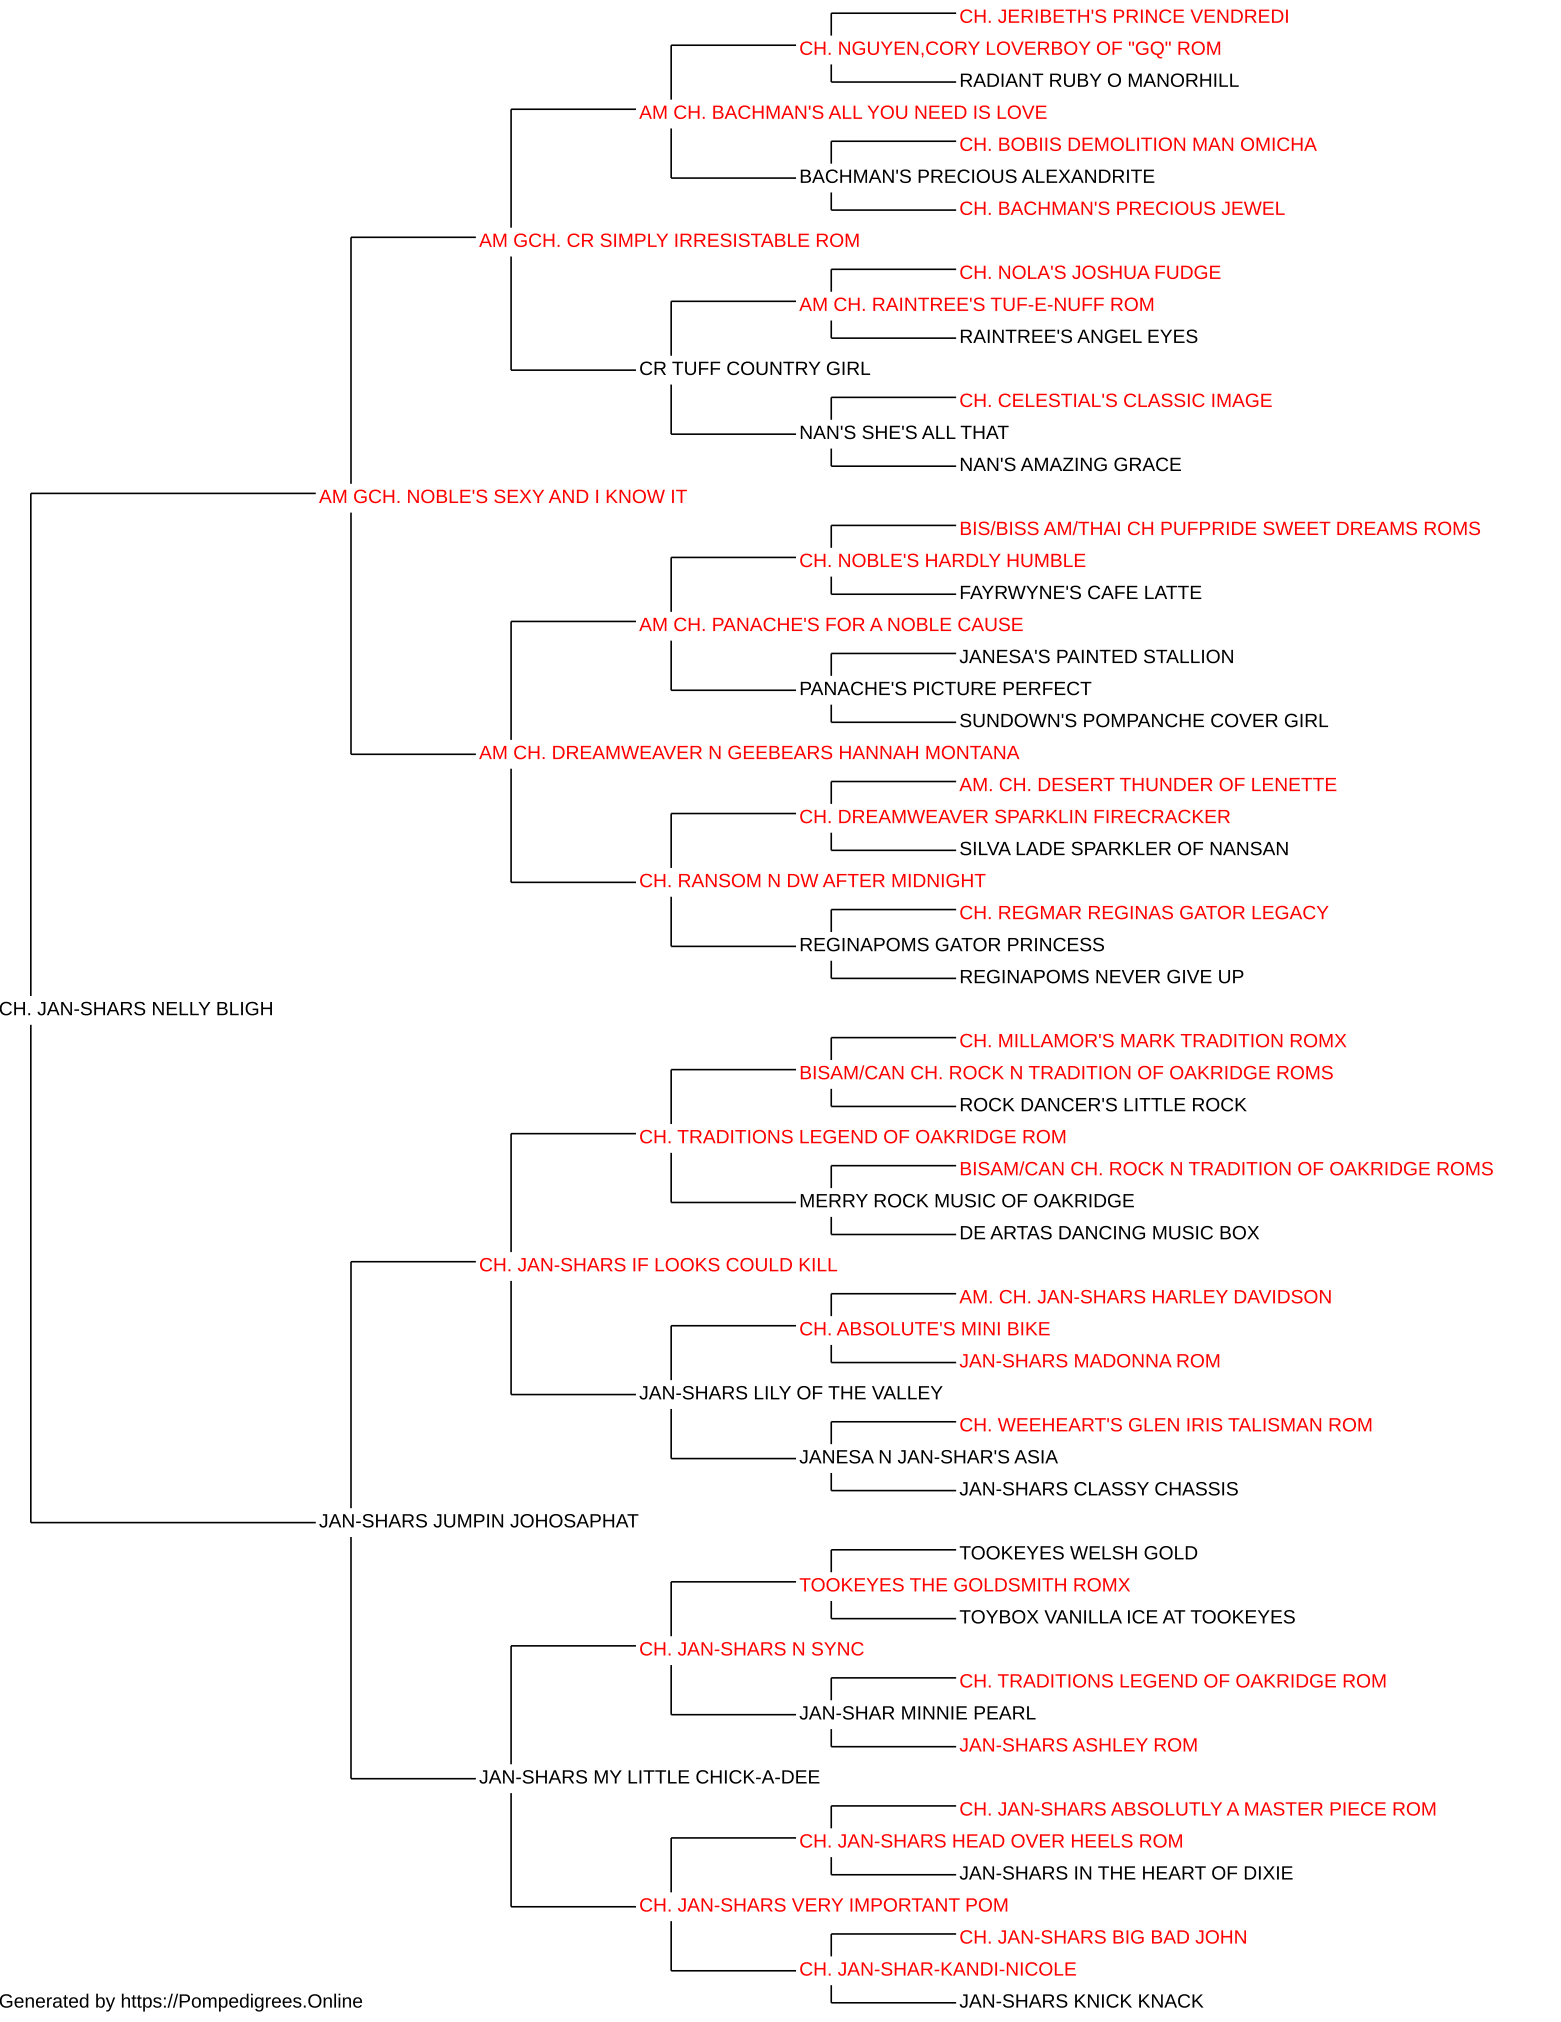 CH. JERIBETH'S PRINCE VENDREDI
CH. NGUYEN,CORY LOVERBOY OF "GQ" ROM
RADIANT RUBY O MANORHILL
AM CH. BACHMAN'S ALL YOU NEED IS LOVE
CH. BOBIIS DEMOLITION MAN OMICHA
BACHMAN'S PRECIOUS ALEXANDRITE
CH. BACHMAN'S PRECIOUS JEWEL
AM GCH. CR SIMPLY IRRESISTABLE ROM
CH. NOLA'S JOSHUA FUDGE
AM CH. RAINTREE'S TUF-E-NUFF ROM
RAINTREE'S ANGEL EYES
CR TUFF COUNTRY GIRL
CH. CELESTIAL'S CLASSIC IMAGE
NAN'S SHE'S ALL THAT
NAN'S AMAZING GRACE
AM GCH. NOBLE'S SEXY AND I KNOW IT
BIS/BISS AM/THAI CH PUFPRIDE SWEET DREAMS ROMS
CH. NOBLE'S HARDLY HUMBLE
FAYRWYNE'S CAFE LATTE
AM CH. PANACHE'S FOR A NOBLE CAUSE
JANESA'S PAINTED STALLION
PANACHE'S PICTURE PERFECT
SUNDOWN'S POMPANCHE COVER GIRL
AM CH. DREAMWEAVER N GEEBEARS HANNAH MONTANA
AM. CH. DESERT THUNDER OF LENETTE
CH. DREAMWEAVER SPARKLIN FIRECRACKER
SILVA LADE SPARKLER OF NANSAN
CH. RANSOM N DW AFTER MIDNIGHT
CH. REGMAR REGINAS GATOR LEGACY
REGINAPOMS GATOR PRINCESS
REGINAPOMS NEVER GIVE UP
CH. JAN-SHARS NELLY BLIGH
CH. MILLAMOR'S MARK TRADITION ROMX
BISAM/CAN CH. ROCK N TRADITION OF OAKRIDGE ROMS
ROCK DANCER'S LITTLE ROCK
CH. TRADITIONS LEGEND OF OAKRIDGE ROM
BISAM/CAN CH. ROCK N TRADITION OF OAKRIDGE ROMS
MERRY ROCK MUSIC OF OAKRIDGE
DE ARTAS DANCING MUSIC BOX
CH. JAN-SHARS IF LOOKS COULD KILL
AM. CH. JAN-SHARS HARLEY DAVIDSON
CH. ABSOLUTE'S MINI BIKE
JAN-SHARS MADONNA ROM
JAN-SHARS LILY OF THE VALLEY
CH. WEEHEART'S GLEN IRIS TALISMAN ROM
JANESA N JAN-SHAR'S ASIA
JAN-SHARS CLASSY CHASSIS
JAN-SHARS JUMPIN JOHOSAPHAT
TOOKEYES WELSH GOLD
TOOKEYES THE GOLDSMITH ROMX
TOYBOX VANILLA ICE AT TOOKEYES
CH. JAN-SHARS N SYNC
CH. TRADITIONS LEGEND OF OAKRIDGE ROM
JAN-SHAR MINNIE PEARL
JAN-SHARS ASHLEY ROM
JAN-SHARS MY LITTLE CHICK-A-DEE
CH. JAN-SHARS ABSOLUTLY A MASTER PIECE ROM
CH. JAN-SHARS HEAD OVER HEELS ROM
JAN-SHARS IN THE HEART OF DIXIE
CH. JAN-SHARS VERY IMPORTANT POM
CH. JAN-SHARS BIG BAD JOHN
CH. JAN-SHAR-KANDI-NICOLE
JAN-SHARS KNICK KNACK
Generated by https://Pompedigrees.Online